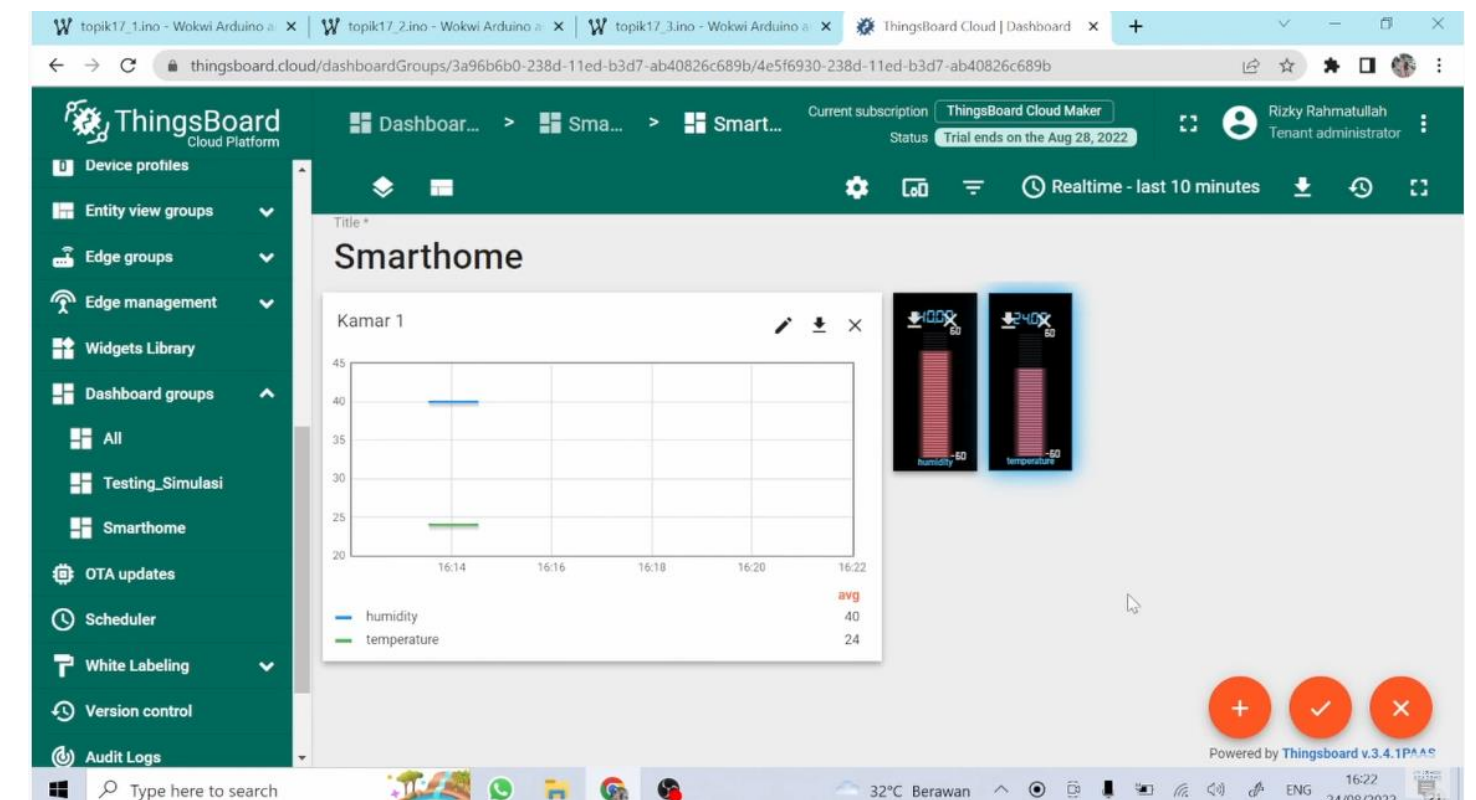 topik17_1.ino - Wokwi Arduino a
topik17_2.ino - Wokwi Arduino a
topik17_3.ino - Wokwi Arduino a
ThingsBoard Cloud | Dashboard
thingsboard.cloud/dashboardGroups/3a96b6b0-238d-11ed-b3d7-ab40826c689b/4e5f6930-238d-11ed-b3d7-ab40826c689b
ThingsBoard
Cloud Platform
Dashboar... > Sma... > Smart...
Current subscription ThingsBoard Cloud Maker
Status Trial ends on the Aug 28, 2022
Rizky Rahmatullah
Tenant administrator
Realtime - last 10 minutes
Device profiles
Entity view groups
Edge groups
Edge management
Widgets Library
Dashboard groups
All
Testing_Simulasi
Smarthome
OTA updates
Scheduler
White Labeling
Version control
Audit Logs
Title *
Smarthome
Kamar 1
45
40
35
30
25
20
16:14 16:16 16:18 16:20 16:22
avg
humidity 40
temperature 24
60
-60
humidity
60
-60
temperature
Powered by Thingsboard v.3.4.1PAAS
Type here to search
32°C Berawan
ENG
16:22
24/08/2022